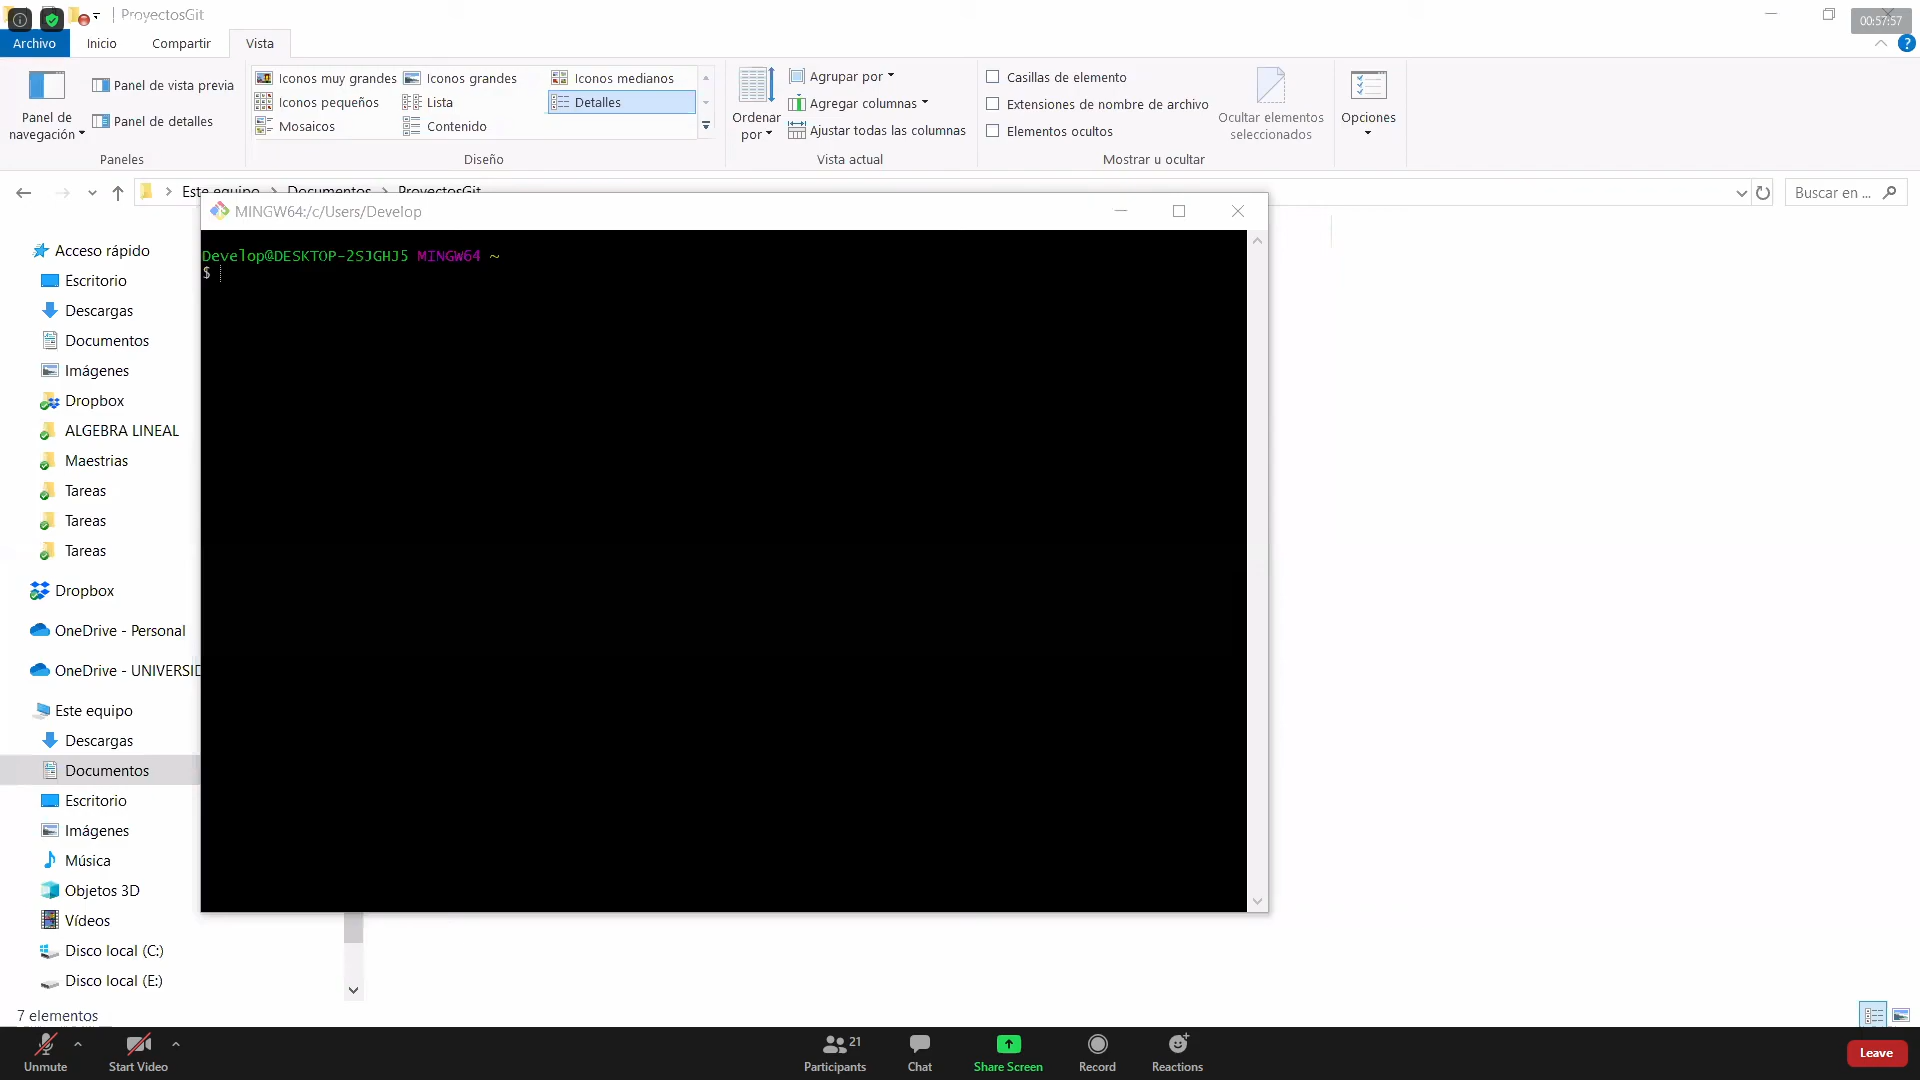 ProyectosGit
00:57:57
Archivo
Inicio
Compartir
Vista
?
Panel de navegación
Panel de vista previa
Panel de detalles
Paneles
Iconos muy grandes
Iconos grandes
Iconos medianos
Iconos pequeños
Lista
Detalles
Mosaicos
Contenido
Diseño
Ordenar por
Agrupar por
Agregar columnas
Ajustar todas las columnas
Vista actual
Casillas de elemento
Extensiones de nombre de archivo
Elementos ocultos
Ocultar elementos seleccionados
Mostrar u ocultar
Opciones
Este equipo
Documentos
ProyectosGit
Buscar en ...
MINGW64:/c/Users/Develop
Develop@DESKTOP-2SJGHJ5 MINGW64 ~
$
Acceso rápido
Escritorio
Descargas
Documentos
Imágenes
Dropbox
ALGEBRA LINEAL
Maestrias
Tareas
Tareas
Tareas
Dropbox
OneDrive - Personal
OneDrive - UNIVERSID
Este equipo
Descargas
Documentos
Escritorio
Imágenes
Música
Objetos 3D
Vídeos
Disco local (C:)
Disco local (E:)
7 elementos
Unmute
Start Video
21
Participants
Chat
Share Screen
Record
Reactions
Leave